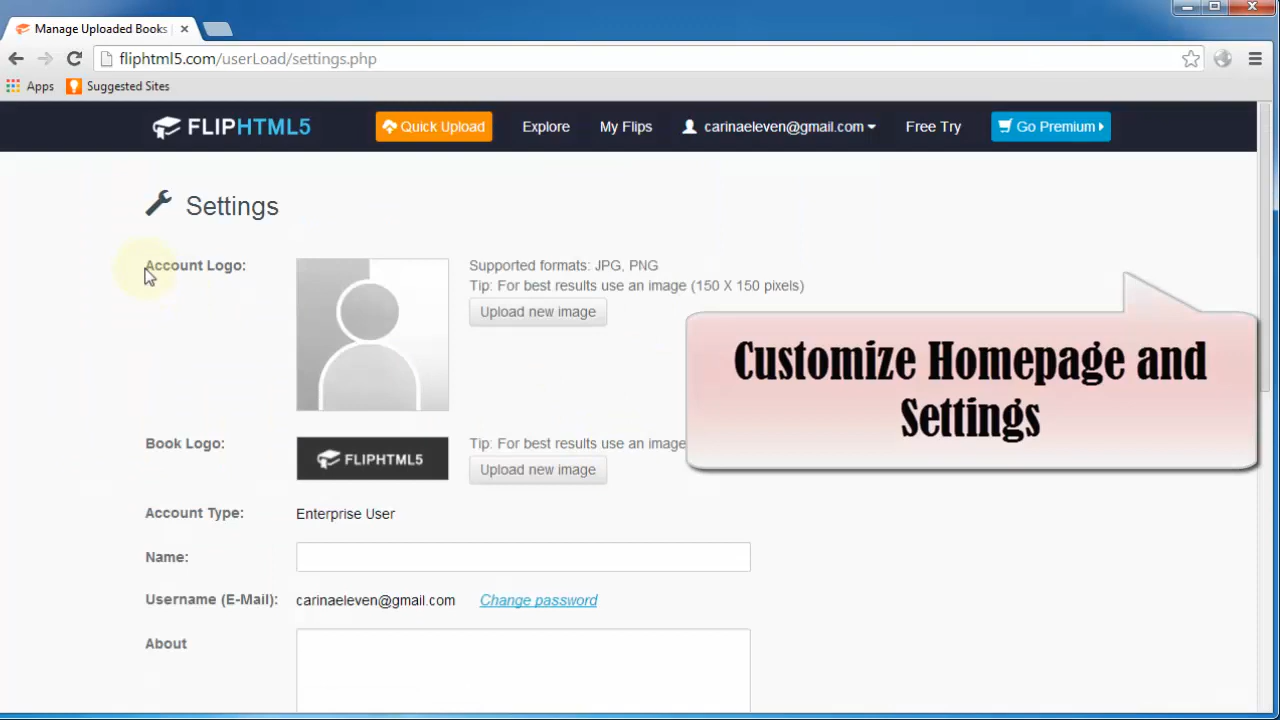 Manage Uploaded Books
fliphtml5.com/userLoad/settings.php
Apps Suggested Sites
FLIPHTML5 Quick Upload Explore My Flips carinaeleven@gmail.com Free Try Go Premium
Settings
Account Logo:
Supported formats: JPG, PNG
Tip: For best results use an image (150 X 150 pixels)
Upload new image
Customize Homepage and
Settings
Book Logo:
FLIPHTML5
Tip: For best results use an image
Upload new image
Account Type: Enterprise User
Name:
Username (E-Mail): carinaeleven@gmail.com Change password
About